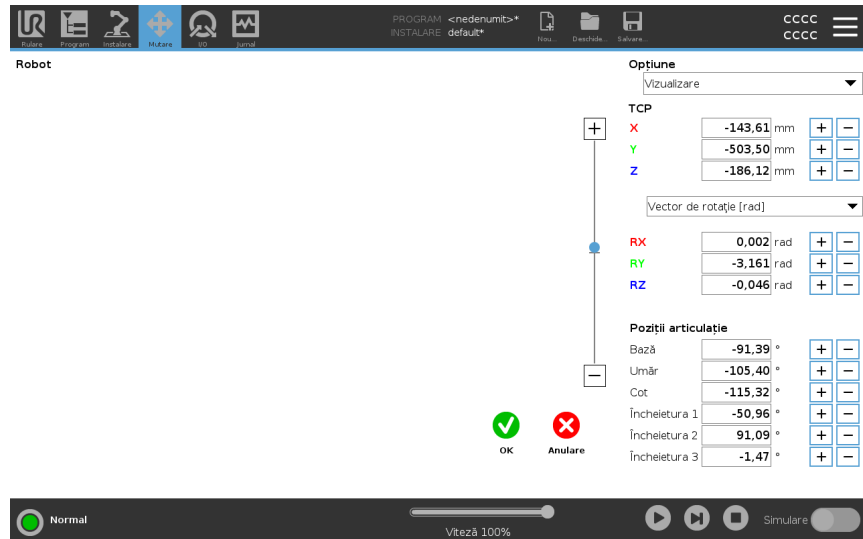 Rulare Program Instalare Mutare I/O Jurnal
PROGRAM <nedenumit>*
INSTALARE default*
Nou... Deschide... Salvare...
CCCC
CCCC
Robot
Opțiune
Vizualizare
TCP
X -143,61 mm + −
Y -503,50 mm + −
Z -186,12 mm + −
Vector de rotație [rad]
RX 0,002 rad + −
RY -3,161 rad + −
RZ -0,046 rad + −
Poziții articulație
Bază -91,39 ° + −
Umăr -105,40 ° + −
Cot -115,32 ° + −
Încheietura 1 -50,96 ° + −
Încheietura 2 91,09 ° + −
Încheietura 3 -1,47 ° + −
+
−
OK Anulare
Normal
Viteză 100%
Simulare